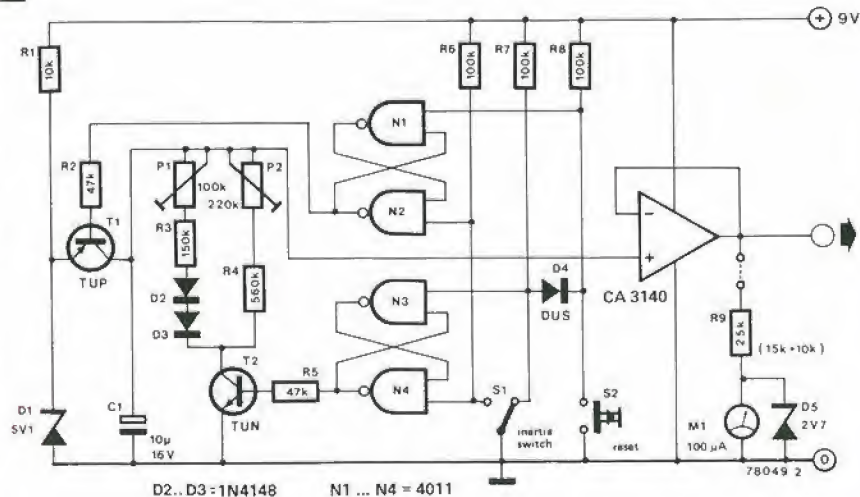 9V
R1
10k
R6
100k
R7
100k
R8
100k
N1
R2
47k
P1
100k
P2
220k
N2
T1
TUP
R3
150k
R4
560k
D2
D3
N3
D4
DUS
CA 3140
R9
25k
(15k+10k)
T2
TUN
R5
47k
N4
S1
inertia
switch
S2
reset
D1
5V1
C1
10µ
16V
M1
100µA
D5
2V7
78049 2
0
D2..D3=1N4148
N1 ... N4 = 4011